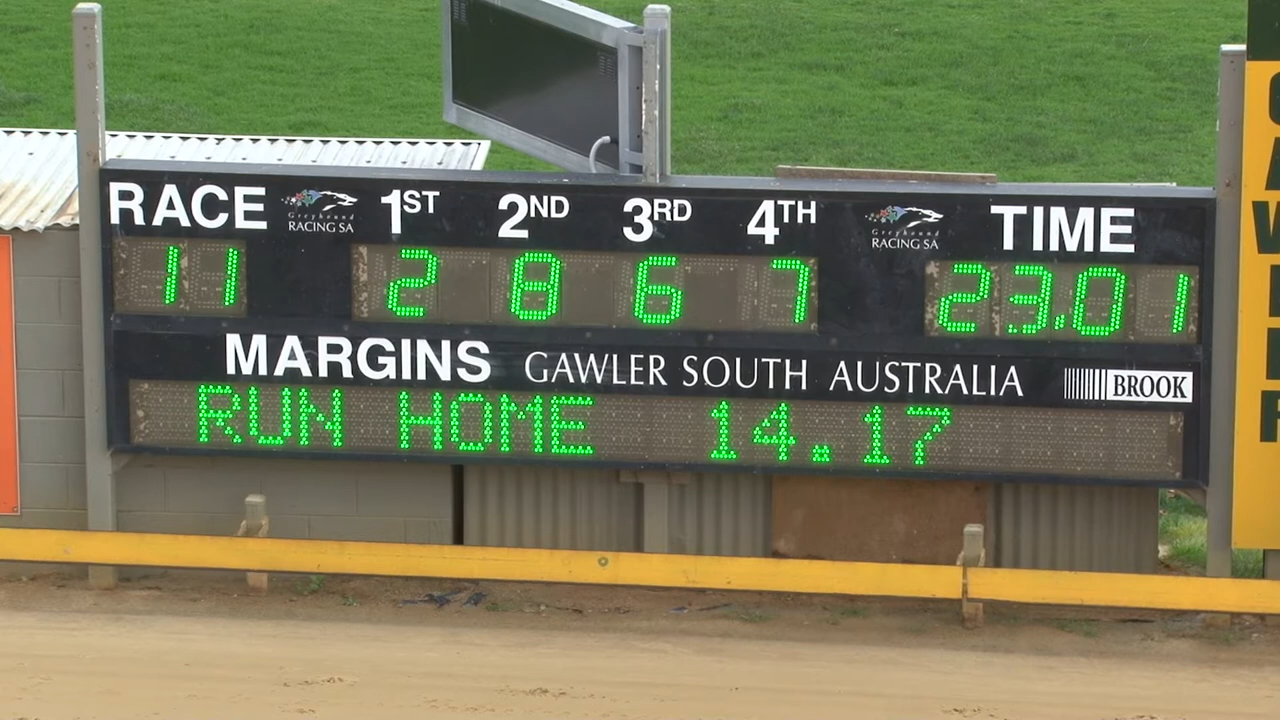 RACE Greyhound RACING SA 1ST 2ND 3RD 4TH Greyhound RACING SA TIME
11 2 8 6 7 23.01
MARGINS GAWLER SOUTH AUSTRALIA BROOK
RUN HOME 14.17